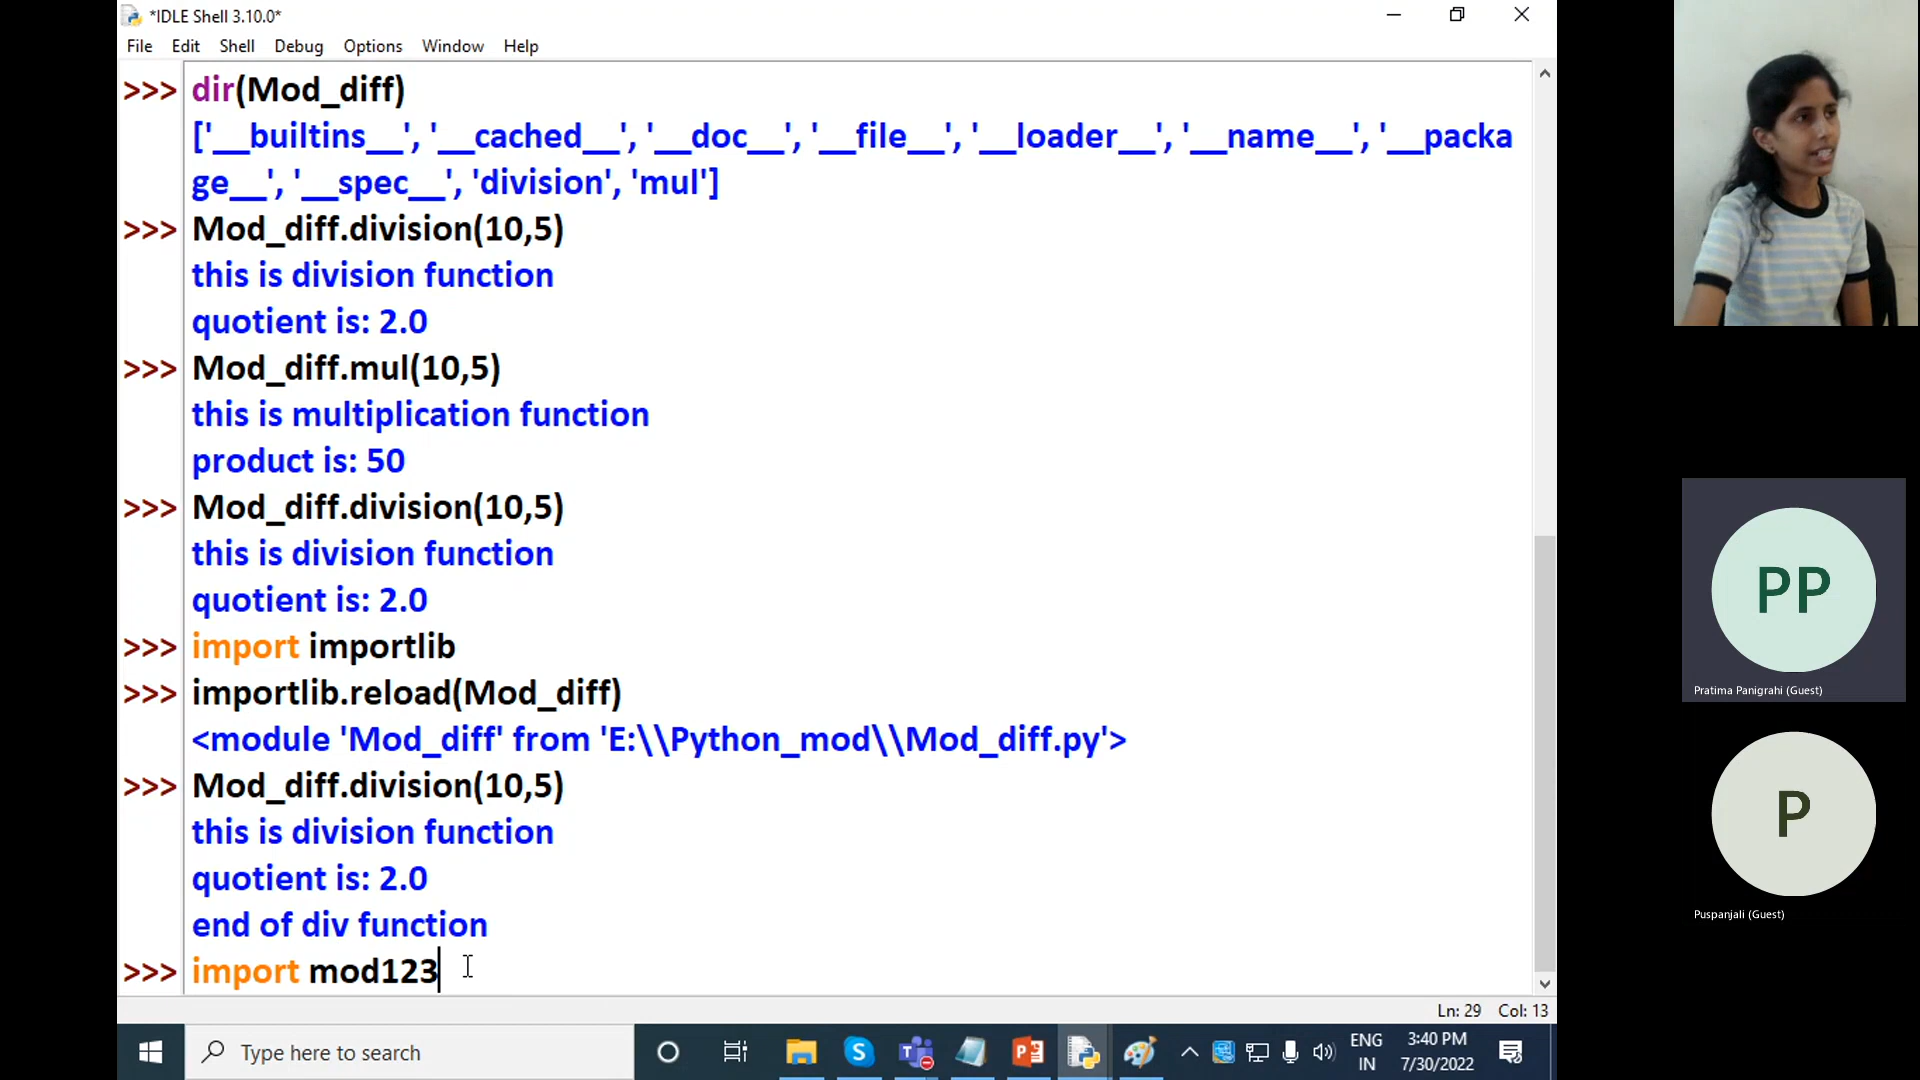 *IDLE Shell 3.10.0*
File Edit Shell Debug Options Window Help
>>> dir(Mod_diff)
['__builtins__', '__cached__', '__doc__', '__file__', '__loader__', '__name__', '__packa
ge__', '__spec__', 'division', 'mul']
>>> Mod_diff.division(10,5)
this is division function
quotient is: 2.0
>>> Mod_diff.mul(10,5)
this is multiplication function
product is: 50
>>> Mod_diff.division(10,5)
this is division function
quotient is: 2.0
>>> import importlib
>>> importlib.reload(Mod_diff)
<module 'Mod_diff' from 'E:\\Python_mod\\Mod_diff.py'>
>>> Mod_diff.division(10,5)
this is division function
quotient is: 2.0
end of div function
>>> import mod123
Ln: 29 Col: 13
Type here to search
ENG
IN
3:40 PM
7/30/2022
PP
Pratima Panigrahi (Guest)
P
Puspanjali (Guest)